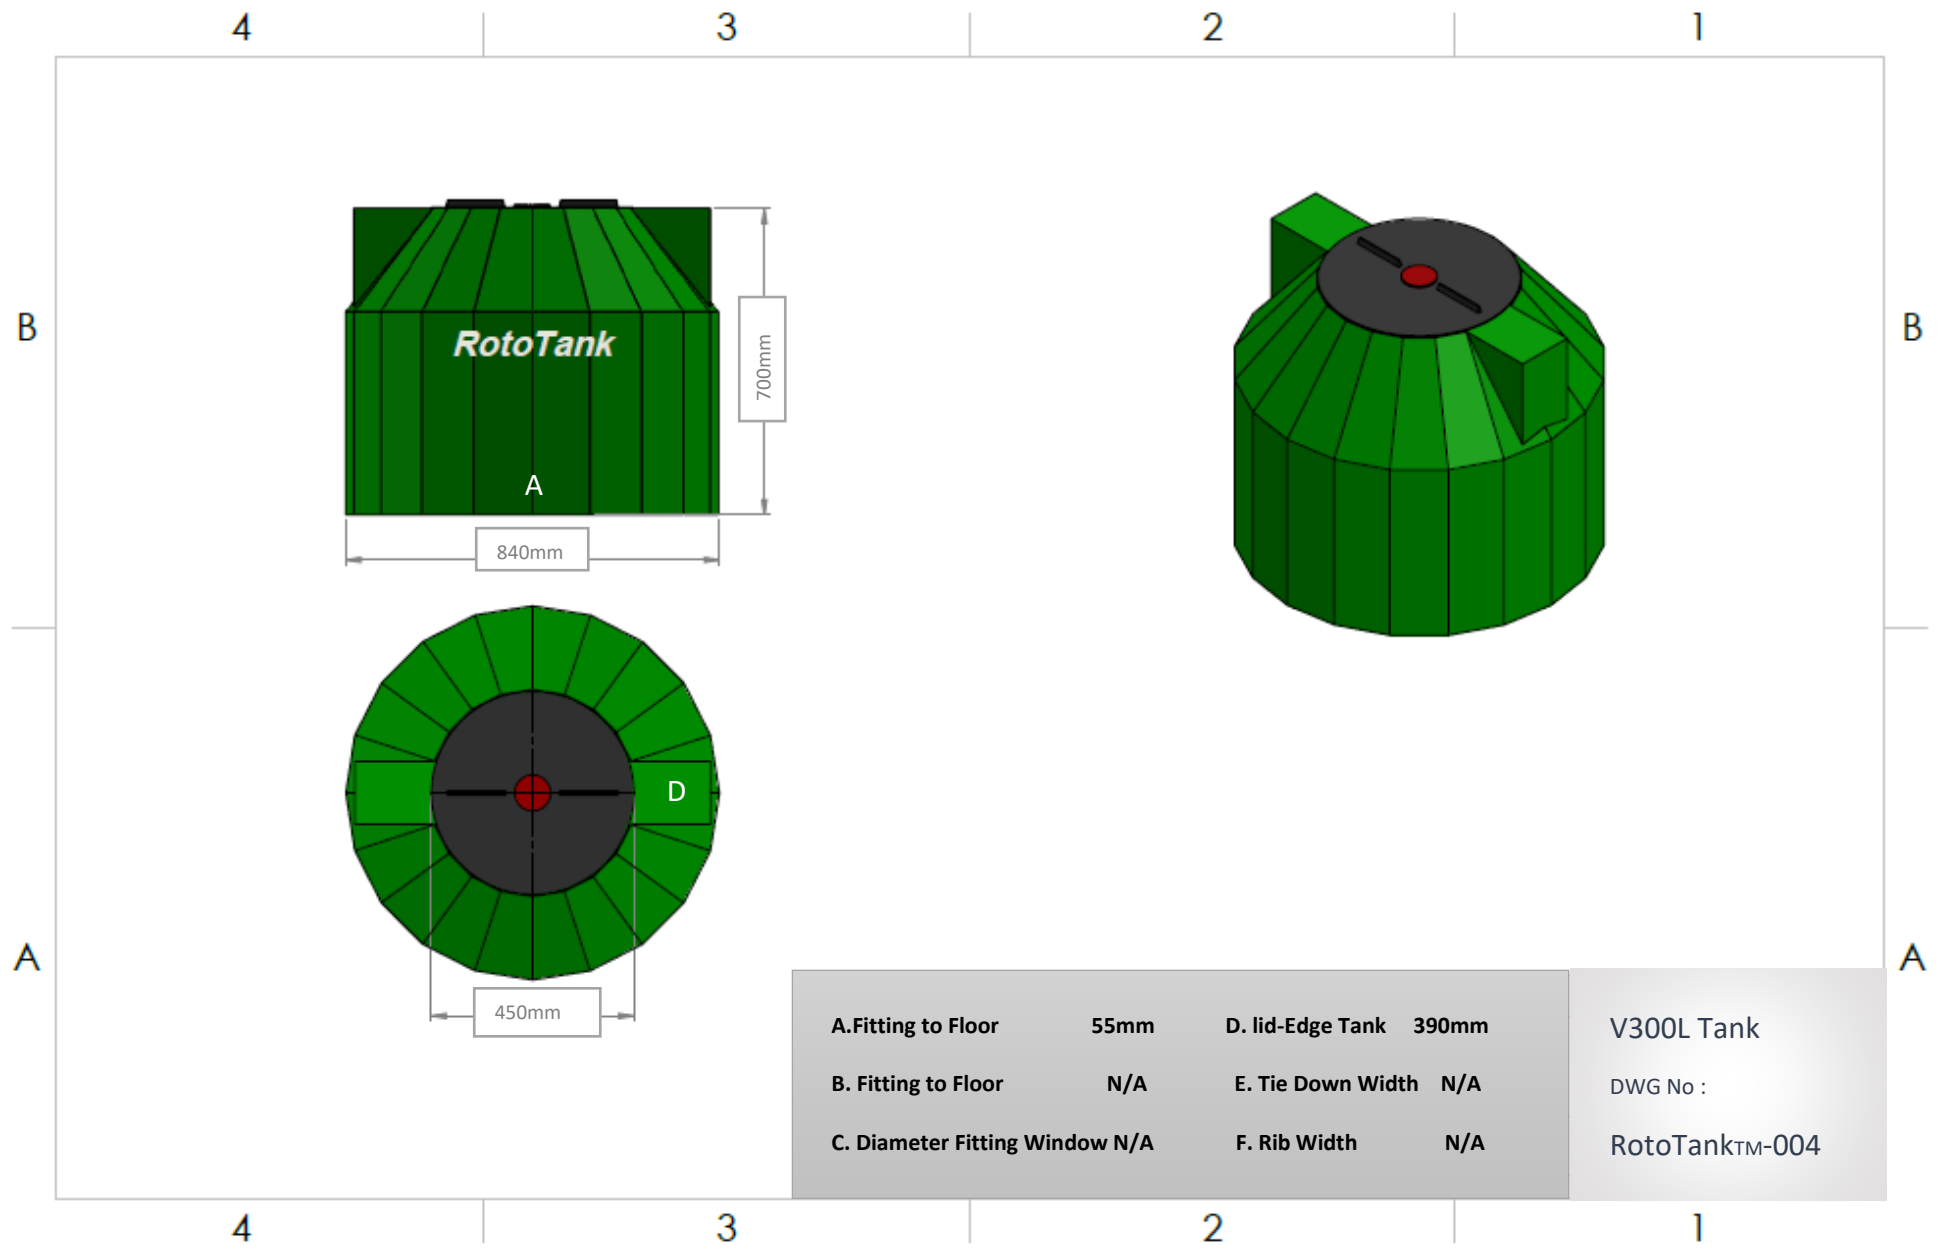 4 3 2 1
B B
RotoTank
700mm
A
840mm
D
A A
450mm
A.Fitting to Floor 55mm D. lid-Edge Tank 390mm
B. Fitting to Floor N/A E. Tie Down Width N/A
C. Diameter Fitting Window N/A F. Rib Width N/A
V300L Tank
DWG No :
RotoTankTM-004
4 3 2 1